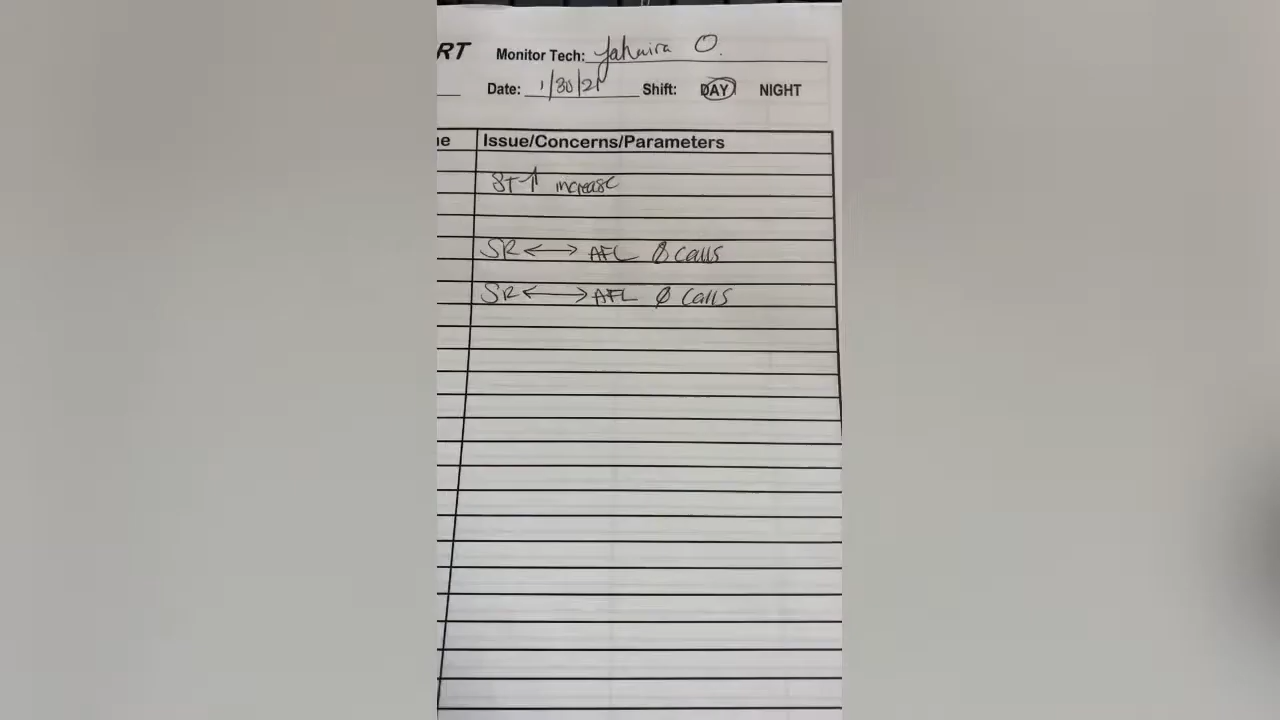 RT Monitor Tech: Yahaira O.
Date: 1/30/21 Shift: DAY NIGHT
e Issue/Concerns/Parameters
ST↑ increase
SR ↔ AFL Ø calls
SR ↔ AFL Ø calls